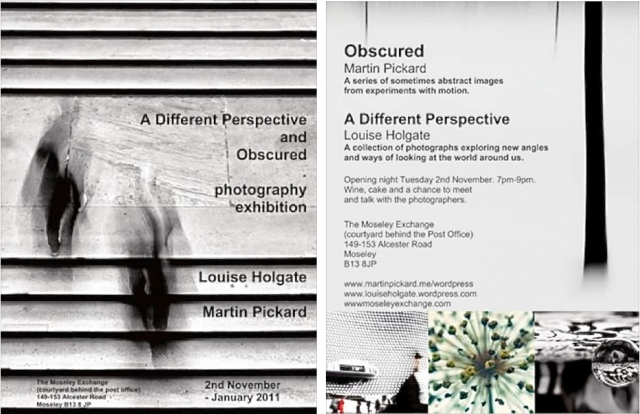 A Different Perspective
and
Obscured
photography
exhibition
Louise Holgate
Martin Pickard
The Moseley Exchange
(courtyard behind the post office)
149-151 Alcester Road
Moseley B13 8 JP
2nd November
- January 2011
Obscured
Martin Pickard
A series of sometimes abstract images
from experiments with motion.
A Different Perspective
Louise Holgate
A collection of photographs exploring new angles
and ways of looking at the world around us.
Opening night Tuesday 2nd November. 7pm-9pm.
Wine, cake and a chance to meet
and talk with the photographers.
The Moseley Exchange
(courtyard behind the Post Office)
149-153 Alcester Road
Moseley
B13 8JP
www.martinpickard.me/wordpress
www.louiseholgate.wordpress.com
wwwmoseleyexchange.com